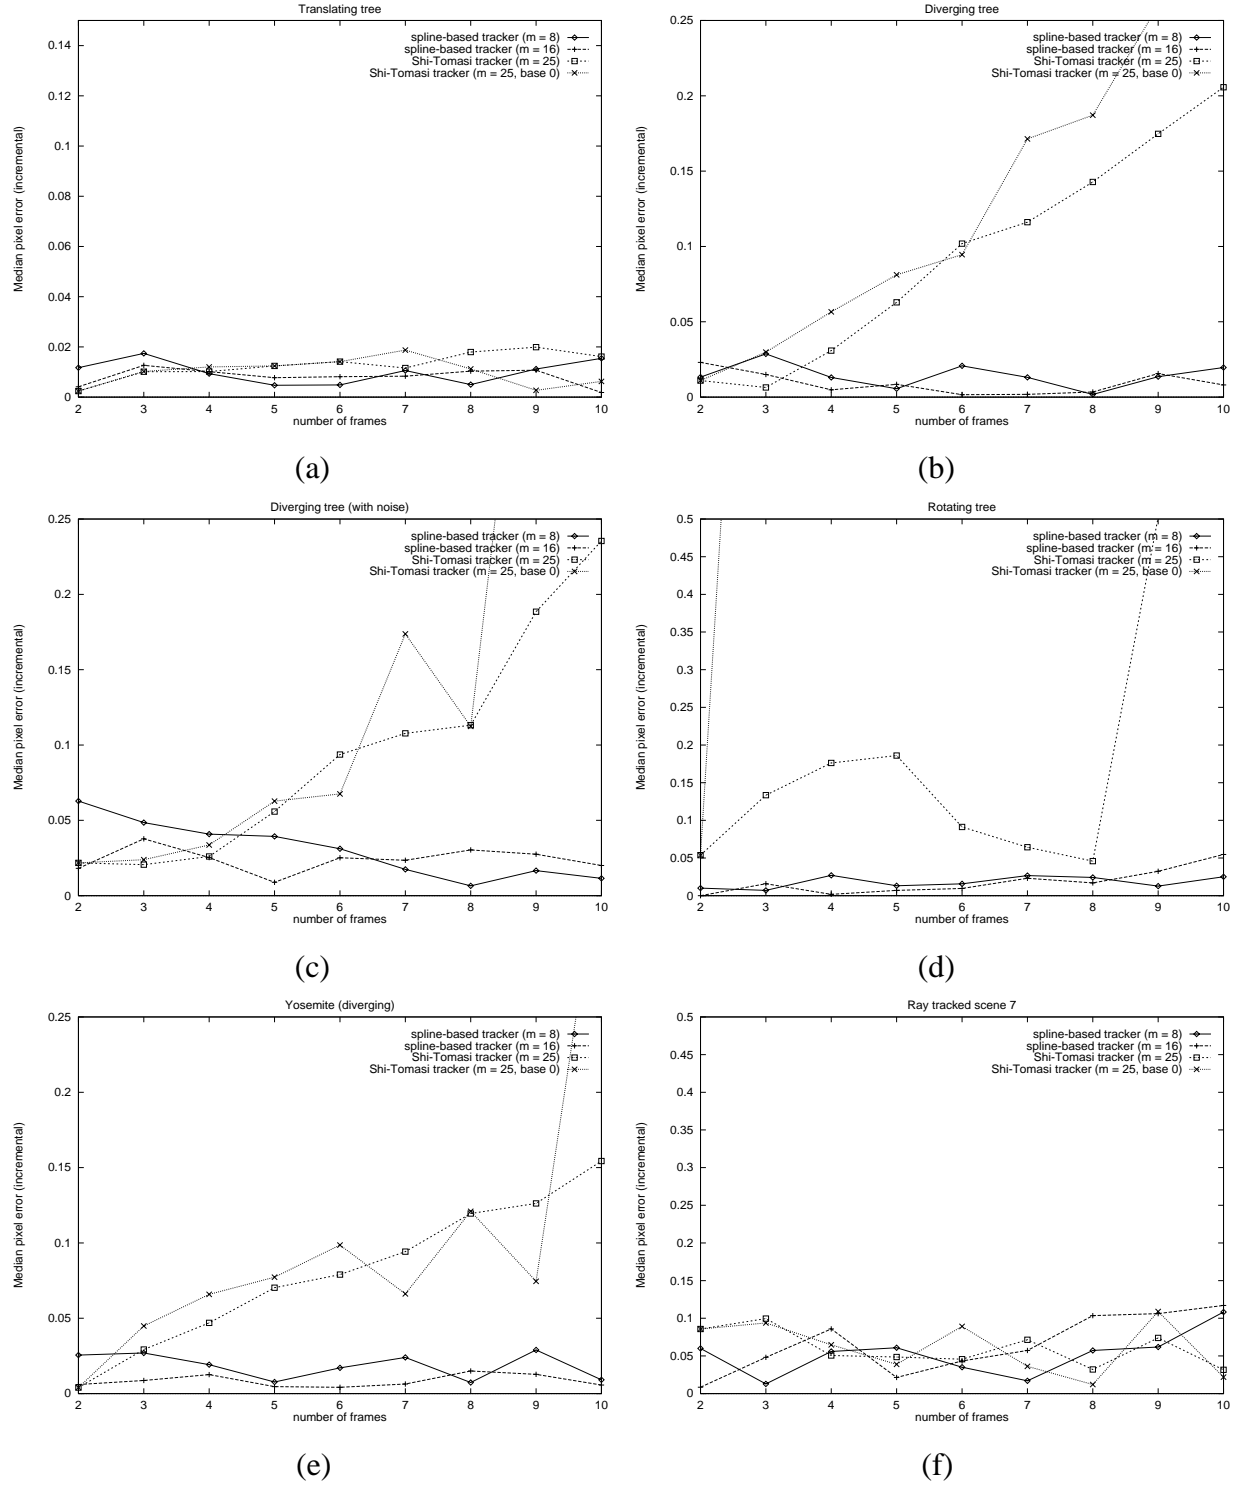 Translating tree
0.14
0.12
0.1
0.08
0.06
0.04
0.02
0
Median pixel error (incremental)
spline-based tracker (m = 8)
spline-based tracker (m = 16)
Shi-Tomasi tracker (m = 25)
Shi-Tomasi tracker (m = 25, base 0)
2 3 4 5 6 7 8 9 10
number of frames
(a)
Diverging tree
0.25
0.2
0.15
0.1
0.05
0
Median pixel error (incremental)
spline-based tracker (m = 8)
spline-based tracker (m = 16)
Shi-Tomasi tracker (m = 25)
Shi-Tomasi tracker (m = 25, base 0)
2 3 4 5 6 7 8 9 10
number of frames
(b)
Diverging tree (with noise)
0.25
0.2
0.15
0.1
0.05
0
Median pixel error (incremental)
spline-based tracker (m = 8)
spline-based tracker (m = 16)
Shi-Tomasi tracker (m = 25)
Shi-Tomasi tracker (m = 25, base 0)
2 3 4 5 6 7 8 9 10
number of frames
(c)
Rotating tree
0.5
0.45
0.4
0.35
0.3
0.25
0.2
0.15
0.1
0.05
0
Median pixel error (incremental)
spline-based tracker (m = 8)
spline-based tracker (m = 16)
Shi-Tomasi tracker (m = 25)
Shi-Tomasi tracker (m = 25, base 0)
2 3 4 5 6 7 8 9 10
number of frames
(d)
Yosemite (diverging)
0.25
0.2
0.15
0.1
0.05
0
Median pixel error (incremental)
spline-based tracker (m = 8)
spline-based tracker (m = 16)
Shi-Tomasi tracker (m = 25)
Shi-Tomasi tracker (m = 25, base 0)
2 3 4 5 6 7 8 9 10
number of frames
(e)
Ray tracked scene 7
0.5
0.45
0.4
0.35
0.3
0.25
0.2
0.15
0.1
0.05
0
Median pixel error (incremental)
spline-based tracker (m = 8)
spline-based tracker (m = 16)
Shi-Tomasi tracker (m = 25)
Shi-Tomasi tracker (m = 25, base 0)
2 3 4 5 6 7 8 9 10
number of frames
(f)